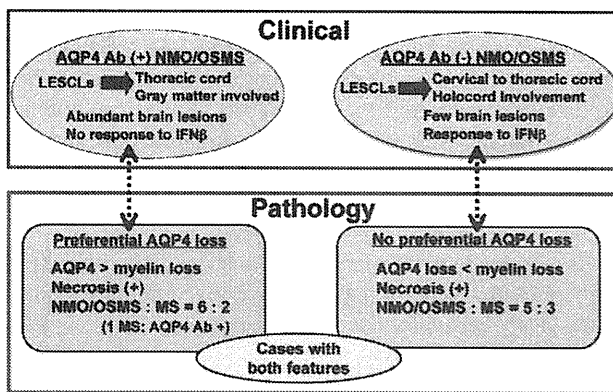 Clinical
AQP4 Ab (+) NMO/OSMS
LESCLs
Thoracic cord
Gray matter involved
Abundant brain lesions
No response to IFNβ
AQP4 Ab (-) NMO/OSMS
LESCLs
Cervical to thoracic cord
Holocord Involvement
Few brain lesions
Response to IFNβ
Pathology
Preferential AQP4 loss
AQP4 > myelin loss
Necrosis (+)
NMO/OSMS : MS = 6 : 2
(1 MS: AQP4 Ab +)
No preferential AQP4 loss
AQP4 loss < myelin loss
Necrosis (+)
NMO/OSMS : MS = 5 : 3
Cases with
both features